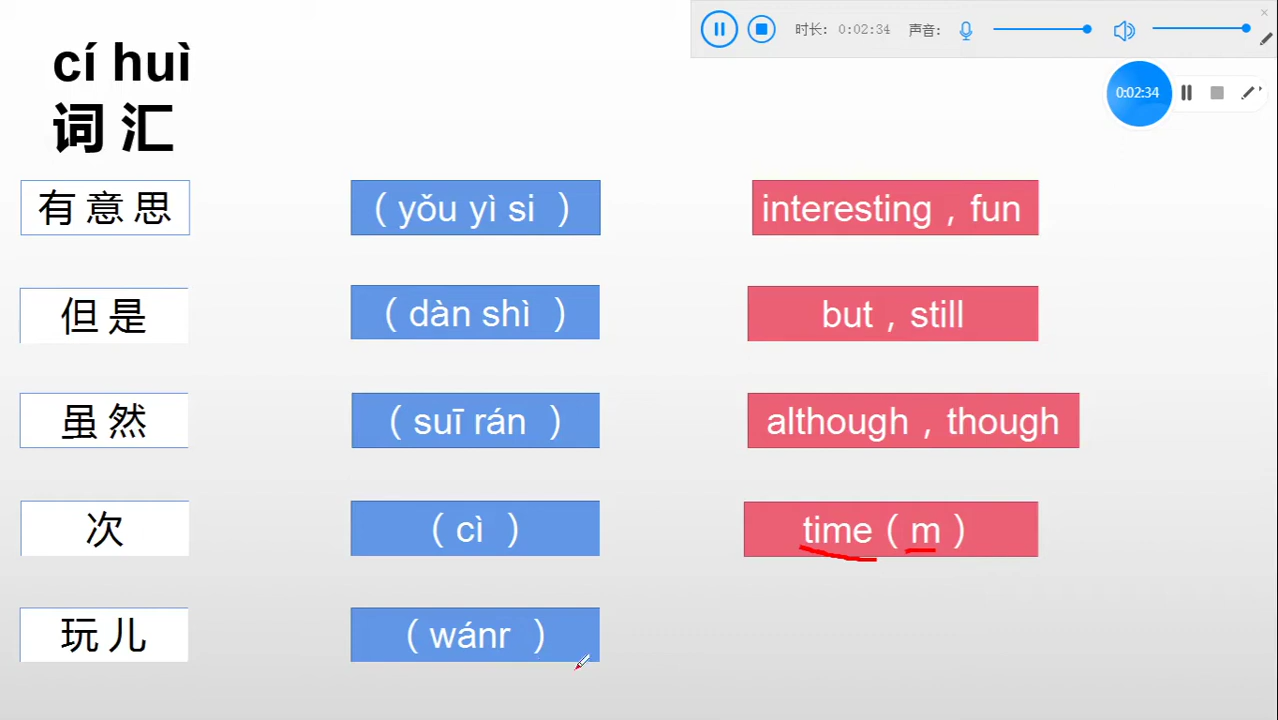 时长: 0:02:34 声音:
0:02:34
cí huì
词 汇
有 意 思 （yǒu yì si ） interesting，fun
但 是 （dàn shì ） but，still
虽 然 （suī rán ） although，though
次 （cì ） time（m）
玩 儿 （wánr ）